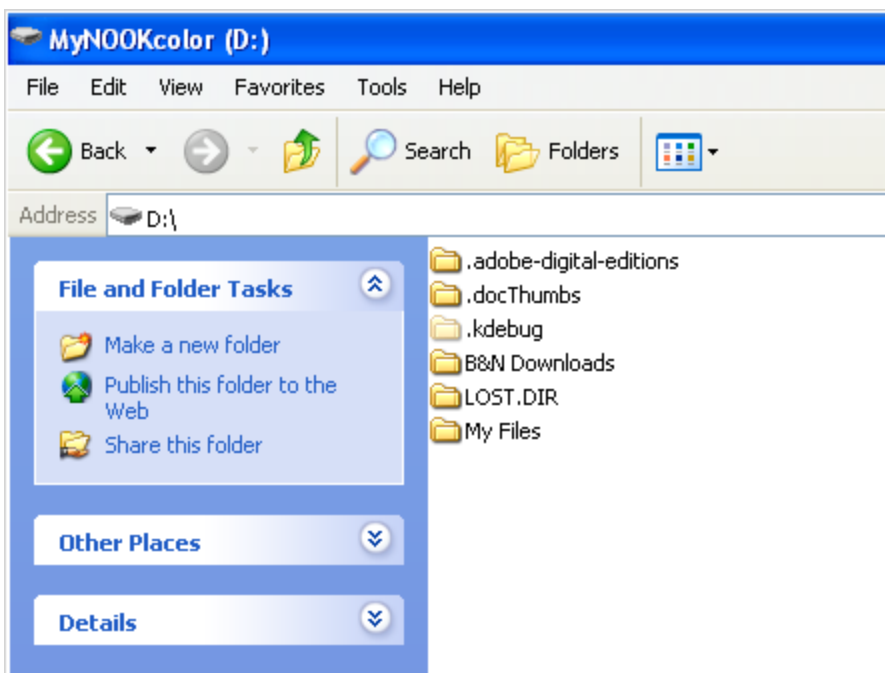 MyNOOKcolor (D:)
File Edit View Favorites Tools Help
Back Search Folders
Address D:\
File and Folder Tasks
Make a new folder
Publish this folder to the
Web
Share this folder
Other Places
Details
.adobe-digital-editions
.docThumbs
.kdebug
B&N Downloads
LOST.DIR
My Files